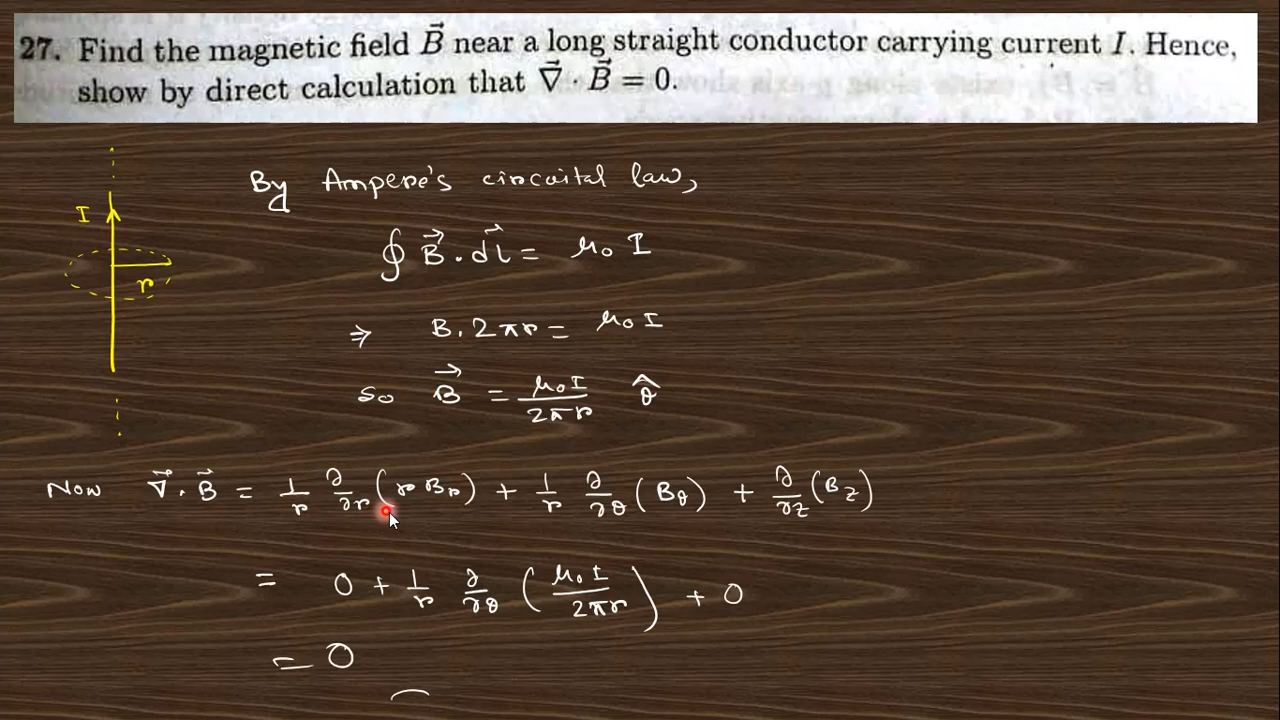 27. Find the magnetic field B⃗ near a long straight conductor carrying current I. Hence,
show by direct calculation that ∇⃗ · B⃗ = 0.
By Ampere's circuital law,
I
∮ B⃗ . dl⃗ = μ₀ I
r
⇒ B. 2πr = μ₀ I
so B⃗ = μ₀I / 2πr θ̂
Now ∇⃗ . B⃗ = 1/r ∂/∂r (r Bᵣ) + 1/r ∂/∂θ (B_θ) + ∂/∂z (B_z)
= 0 + 1/r ∂/∂θ (μ₀I / 2πr) + 0
= 0